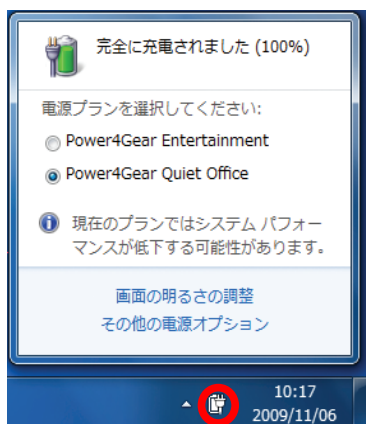 完全に充電されました (100%)
電源プランを選択してください:
Power4Gear Entertainment
Power4Gear Quiet Office
現在のプランではシステム パフォー
マンスが低下する可能性があります。
画面の明るさの調整
その他の電源オプション
10:17
2009/11/06